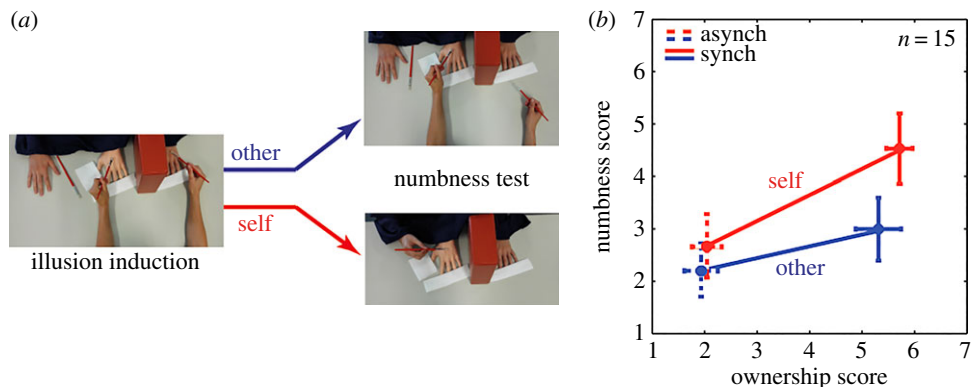 (a)
other
self
illusion induction
numbness test
(b)
asynch
synch
n = 15
self
other
numbness score
7
6
5
4
3
2
1
1 2 3 4 5 6 7
ownership score